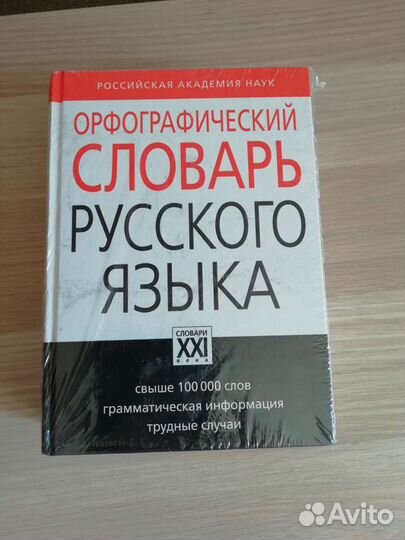 РОССИЙСКАЯ АКАДЕМИЯ НАУК
ОРФОГРАФИЧЕСКИЙ
СЛОВАРЬ
РУССКОГО
ЯЗЫКА
СЛОВАРИ
XXI
века
свыше 100 000 слов
грамматическая информация
трудные случаи
Avito